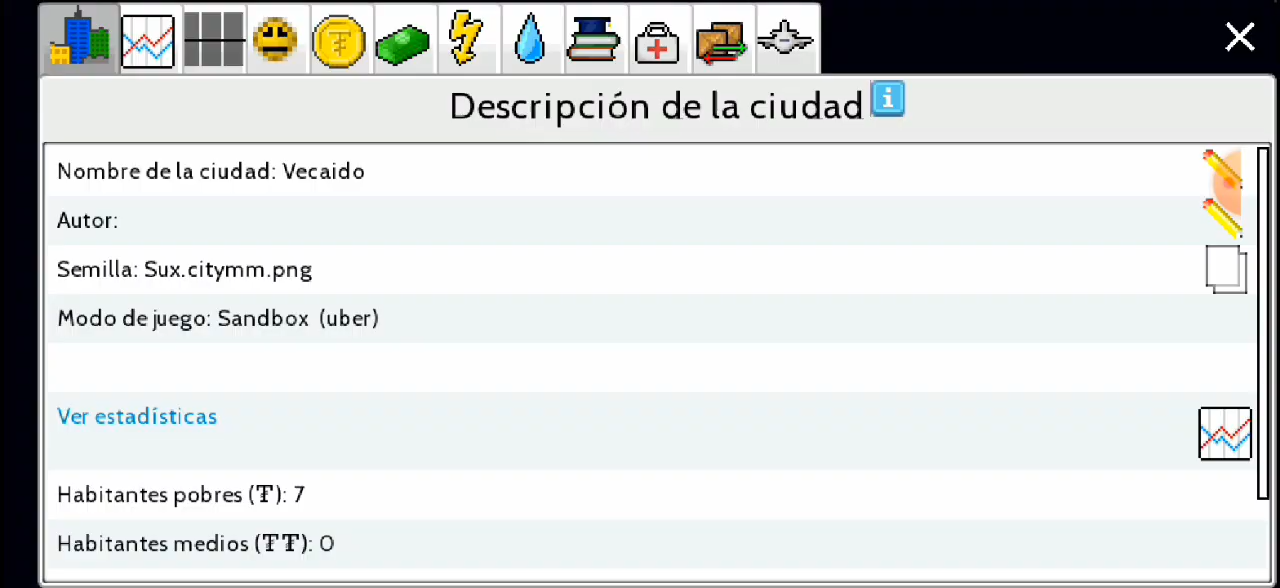 Descripción de la ciudad
Nombre de la ciudad: Vecaido
Autor:
Semilla: Sux.citymm.png
Modo de juego: Sandbox (uber)
Ver estadísticas
Habitantes pobres (Ŧ): 7
Habitantes medios (ŦŦ): 0